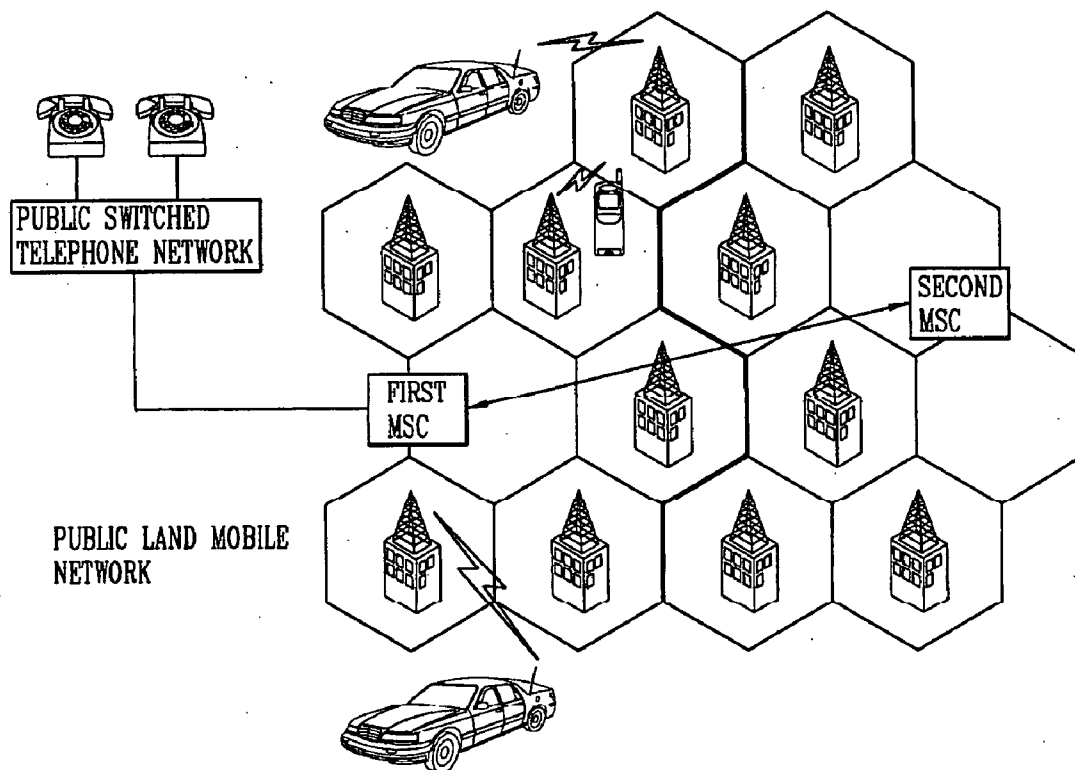 PUBLIC SWITCHED
TELEPHONE NETWORK
SECOND
MSC
FIRST
MSC
PUBLIC LAND MOBILE
NETWORK